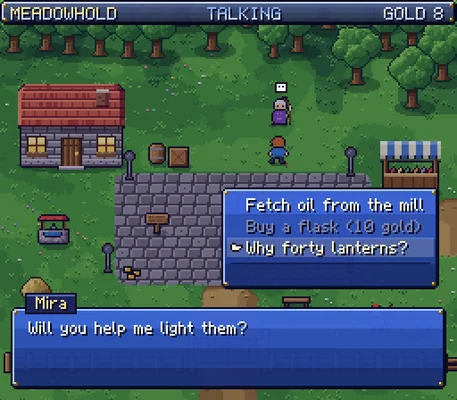 MEADOWHOLD TALKING GOLD 8
Fetch oil from the mill
Buy a flask (10 gold)
Why forty lanterns?
Mira
Will you help me light them?